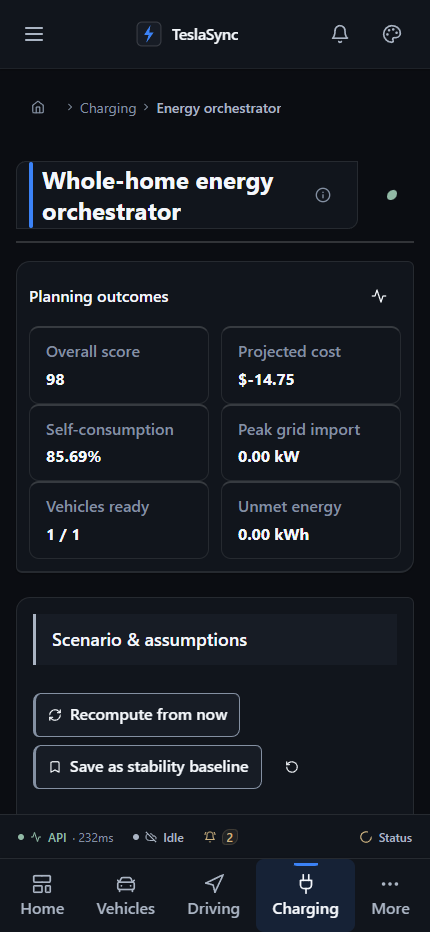 TeslaSync
Charging
Energy orchestrator
Whole-home energy
orchestrator
Planning outcomes
Overall score
98
Projected cost
$-14.75
Self-consumption
85.69%
Peak grid import
0.00 kW
Vehicles ready
1 / 1
Unmet energy
0.00 kWh
Scenario & assumptions
Recompute from now
Save as stability baseline
API · 232ms
Idle
2
Status
Home
Vehicles
Driving
Charging
More